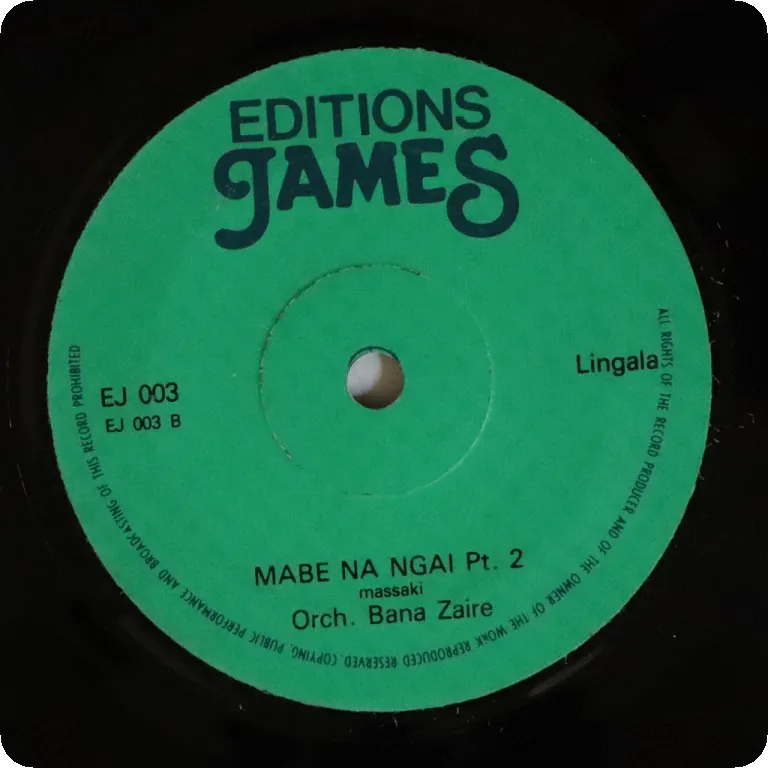 EDITIONS
JAMES
EJ 003
EJ 003 B
Lingala
MABE NA NGAI Pt. 2
massaki
Orch. Bana Zaire
ALL RIGHTS OF THE RECORD PRODUCER AND OF THE OWNER OF THE WORK REPRODUCED RESERVED. COPYING, PUBLIC PERFORMANCE AND BROADCASTING OF THIS RECORD PROHIBITED